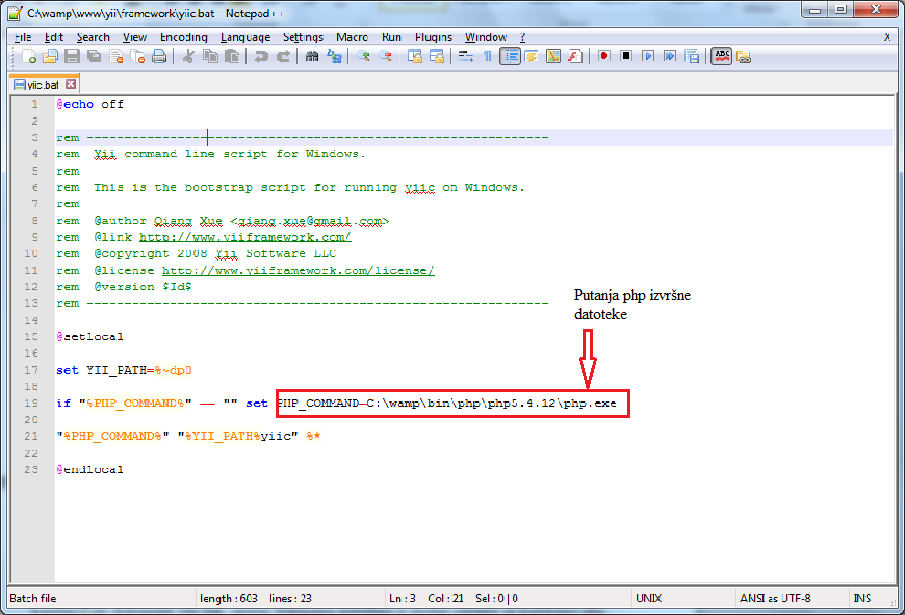 C:\wamp\www\yii\framework\yiic.bat - Notepad++
File Edit Search View Encoding Language Settings Macro Run Plugins Window ? X
yiic.bat
1 @echo off
2
3 rem -------------------------------------------------------------
4 rem Yii command line script for Windows.
5 rem
6 rem This is the bootstrap script for running yiic on Windows.
7 rem
8 rem @author Qiang Xue <qiang.xue@gmail.com>
9 rem @link http://www.yiiframework.com/
10 rem @copyright 2008 Yii Software LLC
11 rem @license http://www.yiiframework.com/license/
12 rem @version $Id$
13 rem -------------------------------------------------------------
Putanja php izvršne
datoteke
14
15 @setlocal
16
17 set YII_PATH=%~dp0
18
19 if "%PHP_COMMAND%" == "" set PHP_COMMAND=C:\wamp\bin\php\php5.4.12\php.exe
20
21 "%PHP_COMMAND%" "%YII_PATH%yiic" %*
22
23 @endlocal
Batch file length : 603 lines : 23 Ln : 3 Col : 21 Sel : 0 | 0 UNIX ANSI as UTF-8 INS